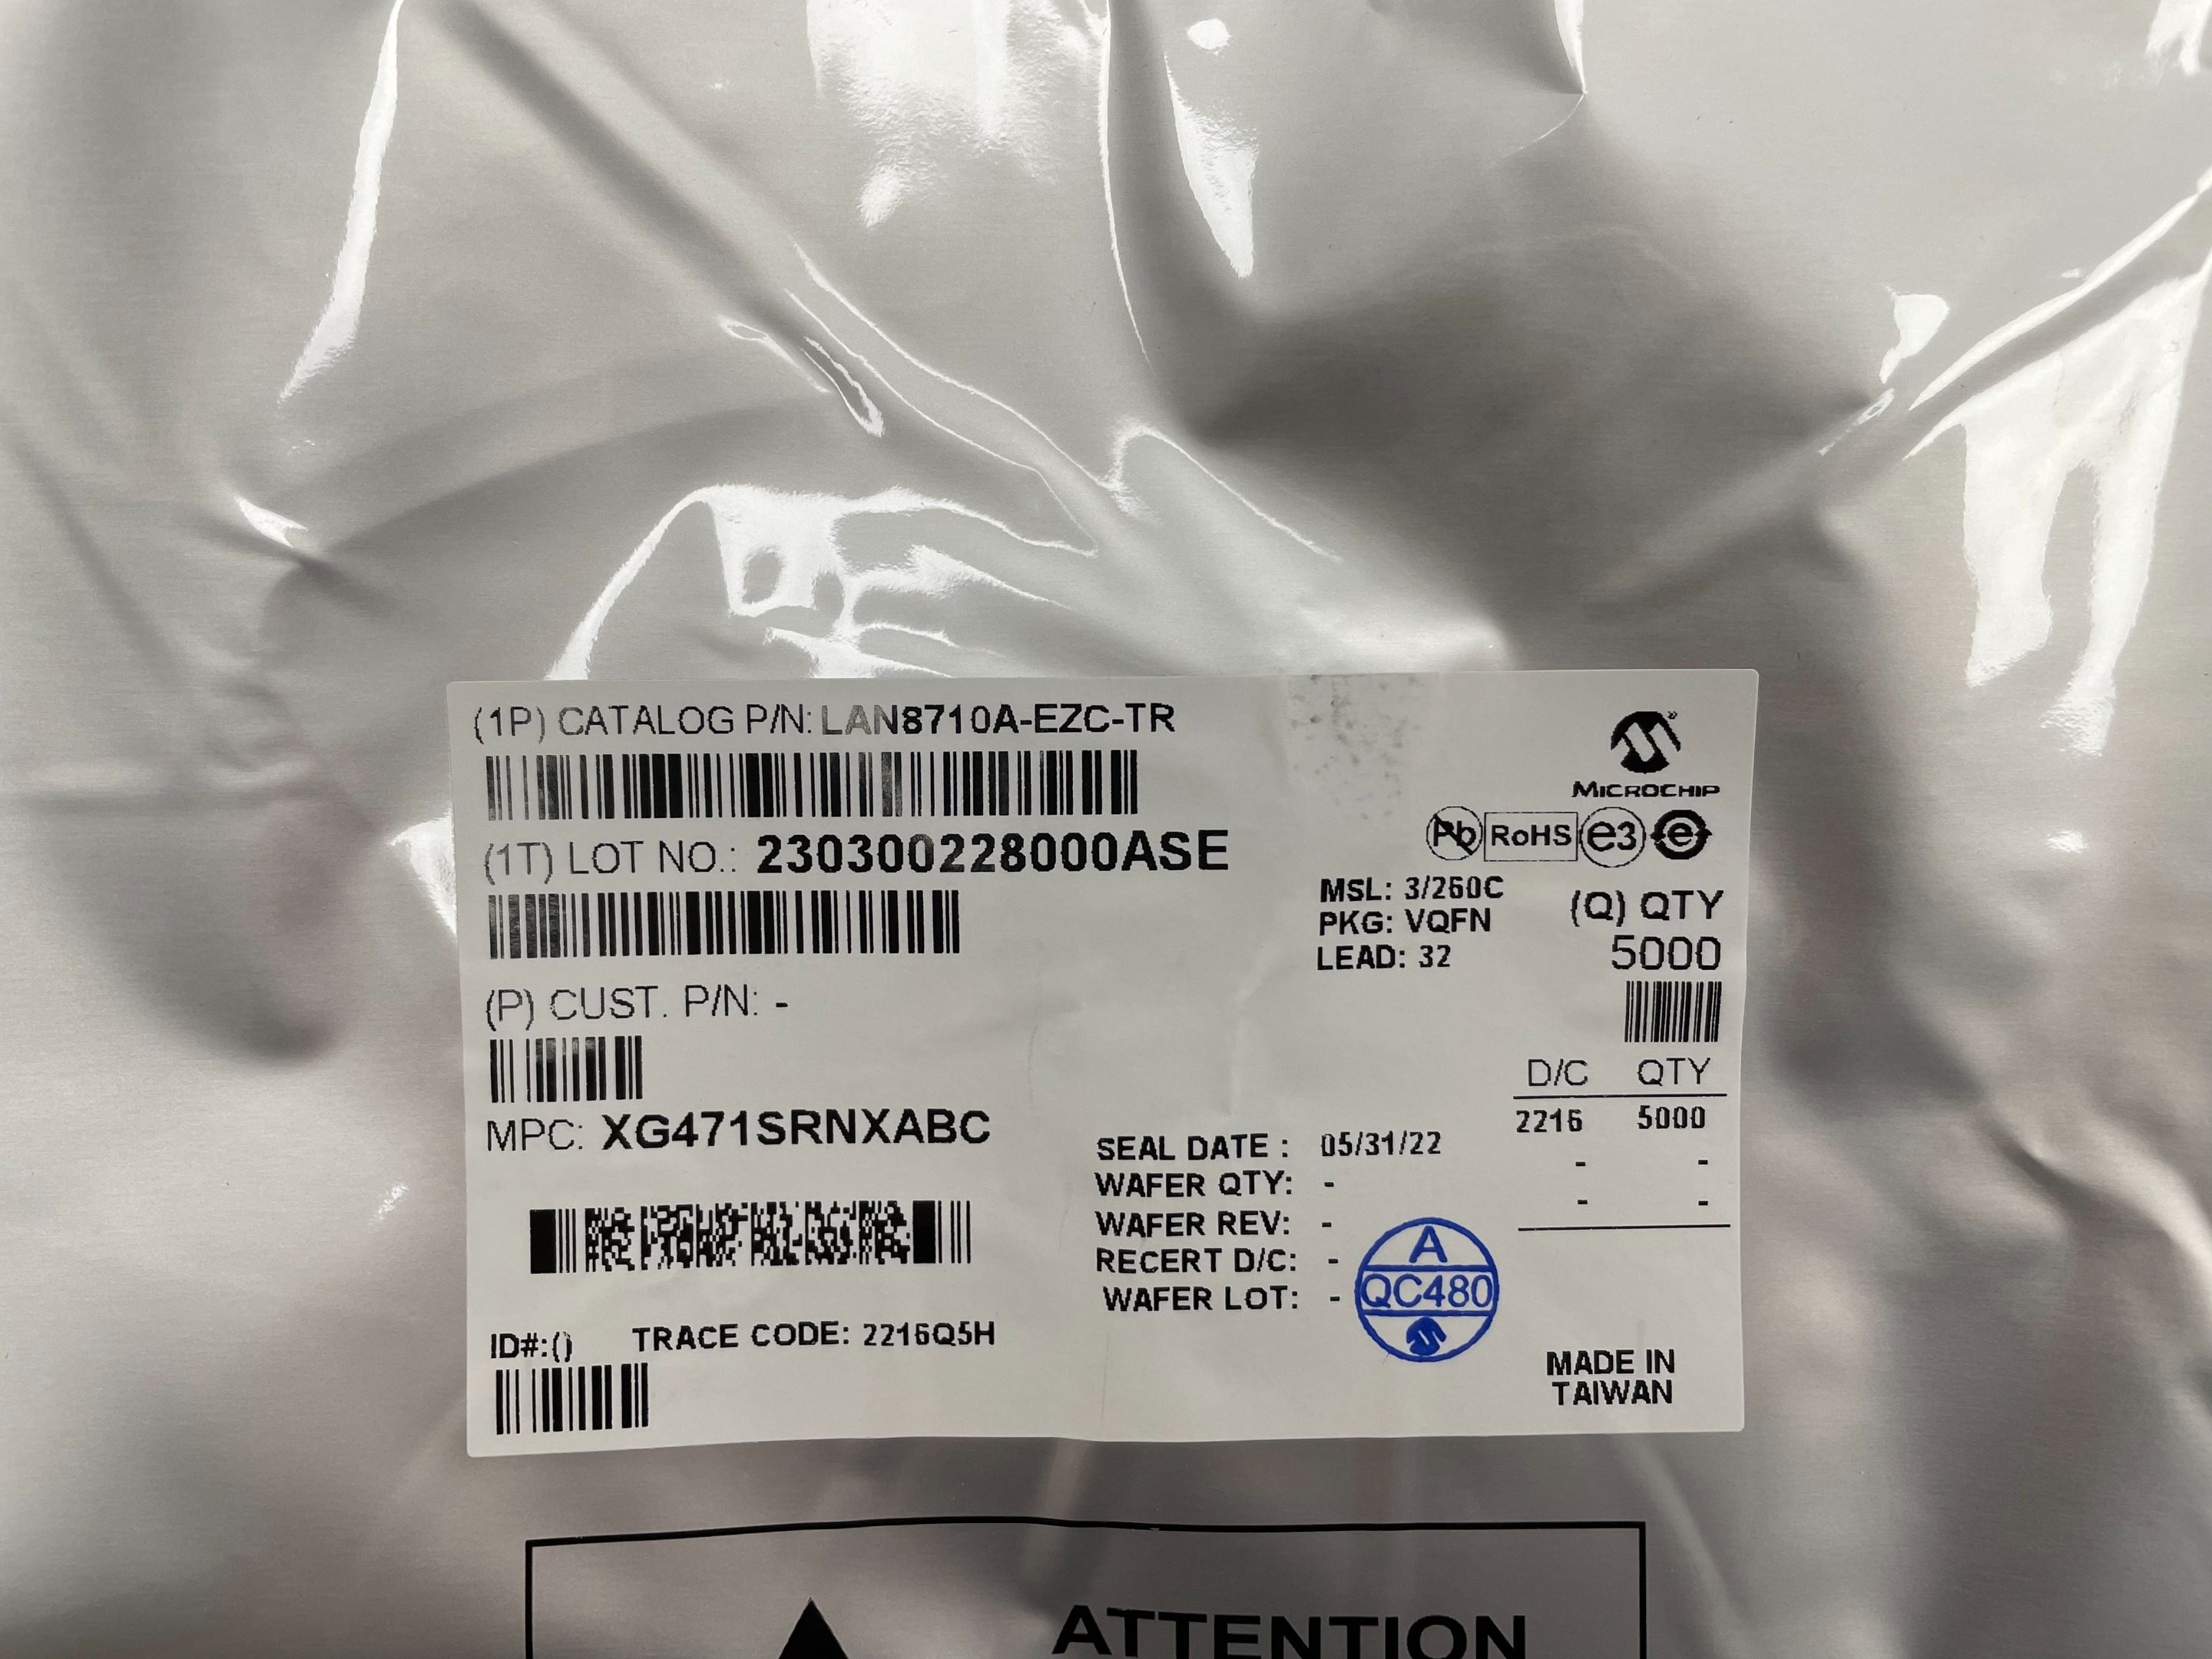 (1P) CATALOG P/N: LAN8710A-EZC-TR
MICROCHIP
Pb RoHS e3 e
(1T) LOT NO.: 230300228000ASE
MSL: 3/260C
PKG: VQFN
LEAD: 32
(Q) QTY
5000
(P) CUST. P/N: -
D/C QTY
2216 5000
- -
- -
MPC: XG471SRNXABC
SEAL DATE : 05/31/22
WAFER QTY: -
WAFER REV: -
RECERT D/C: -
WAFER LOT: -
A
QC480
ID#:() TRACE CODE: 2216Q5H
MADE IN
TAIWAN
ATTENTION